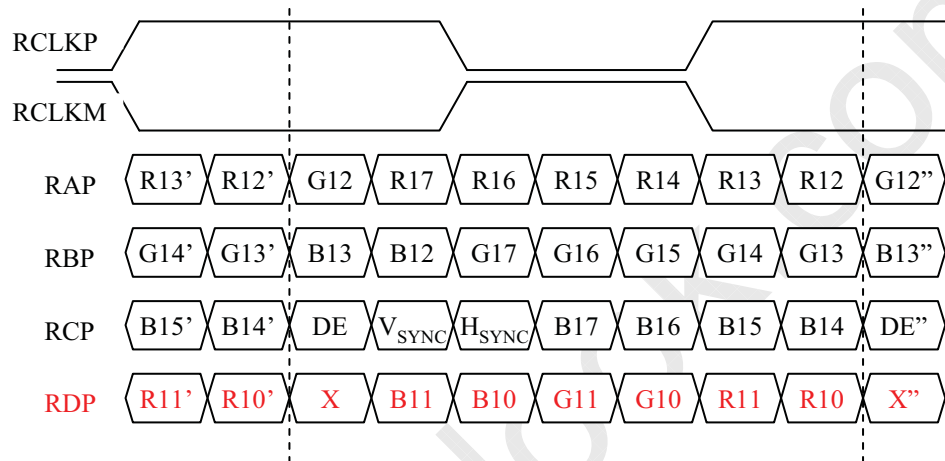 RCLKP
RCLKM
RAP R13’ R12’ G12 R17 R16 R15 R14 R13 R12 G12”
RBP G14’ G13’ B13 B12 G17 G16 G15 G14 G13 B13”
RCP B15’ B14’ DE VSYNC HSYNC B17 B16 B15 B14 DE”
RDP R11’ R10’ X B11 B10 G11 G10 R11 R10 X”